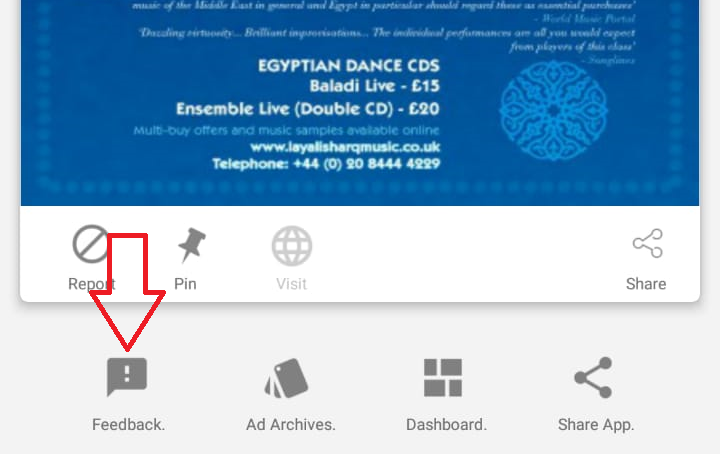 music of the Middle East in general and Egypt in particular should regard these as essential purchases'
- World Music Portal
'Dazzling virtuosity... Brilliant improvisations... The individual performances are all you would expect
from players of this class'
- Songlines
EGYPTIAN DANCE CDS
Baladi Live - £15
Ensemble Live (Double CD) - £20
Multi-buy offers and music samples available online
www.layalisharqmusic.co.uk
Telephone: +44 (0) 20 8444 4229
Report
Pin
Visit
Share
Feedback.
Ad Archives.
Dashboard.
Share App.